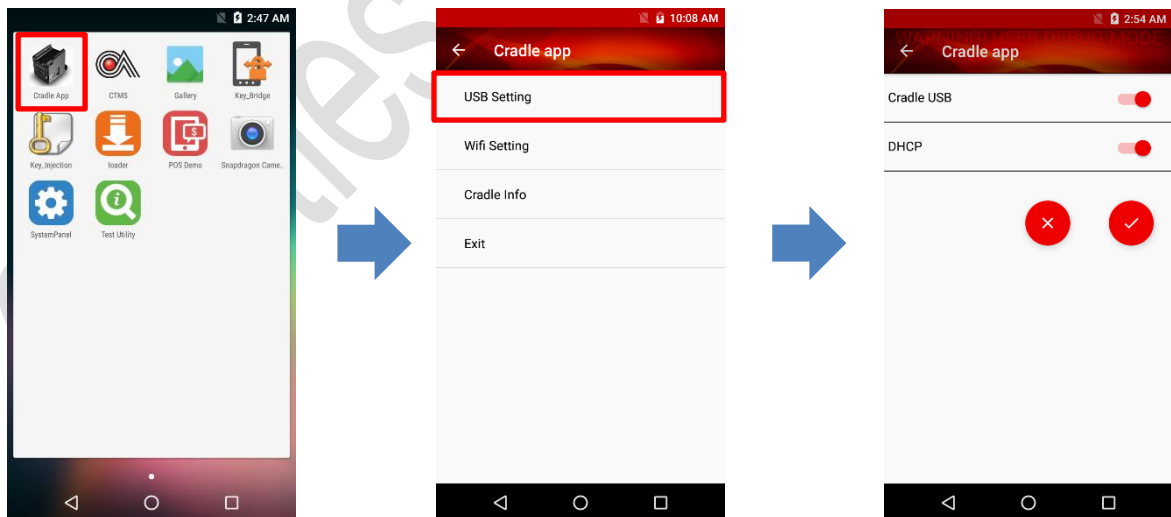 2:47 AM
Cradle App
CTMS
Gallery
Key_Bridge
Key_Injection
loader
POS Demo
Snapdragon Came..
SystemPanel
Test Utility
10:08 AM
Cradle app
USB Setting
Wifi Setting
Cradle Info
Exit
2:54 AM
WARNING! USER DEBUG MODE
Cradle app
Cradle USB
DHCP